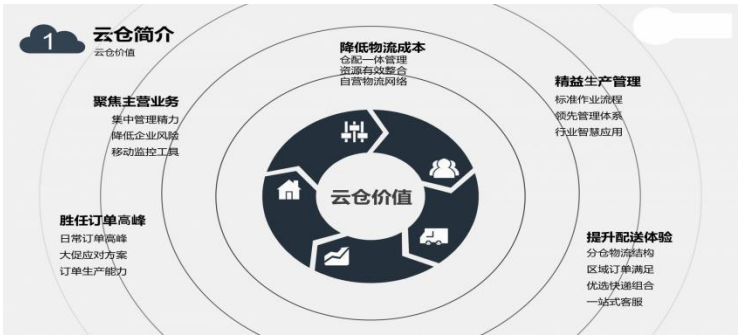 1
云仓简介
云仓价值
降低物流成本
仓配一体管理
资源有效整合
自营物流网络
精益生产管理
标准作业流程
领先管理体系
行业智慧应用
聚焦主营业务
集中管理精力
降低企业风险
移动监控工具
云仓价值
胜任订单高峰
日常订单高峰
大促应对方案
订单生产能力
提升配送体验
分仓物流结构
区域订单满足
优选快递组合
一站式客服